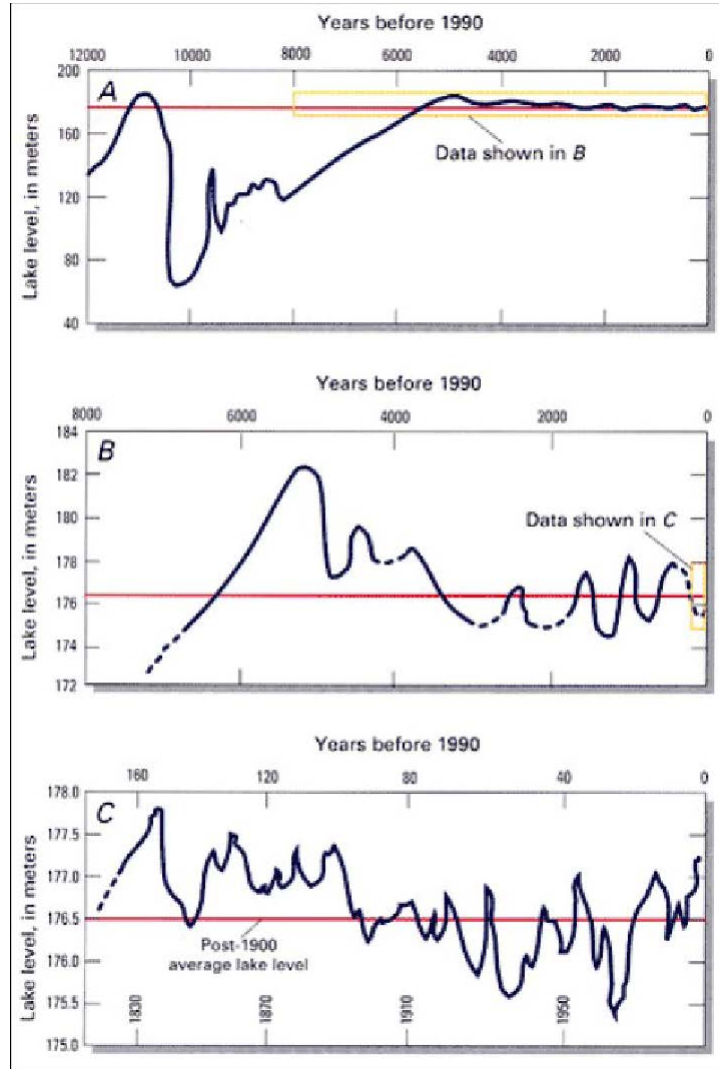 Years before 1990
12000 10000 8000 6000 4000 2000 0
A
Lake level, in meters
200
160
120
80
40
Data shown in B
Years before 1990
8000 6000 4000 2000 0
B
Lake level, in meters
184
182
180
178
176
174
172
Data shown in C
Years before 1990
160 120 80 40 0
C
Lake level, in meters
178.0
177.5
177.0
176.5
176.0
175.5
175.0
Post-1900
average lake level
1830 1870 1910 1950